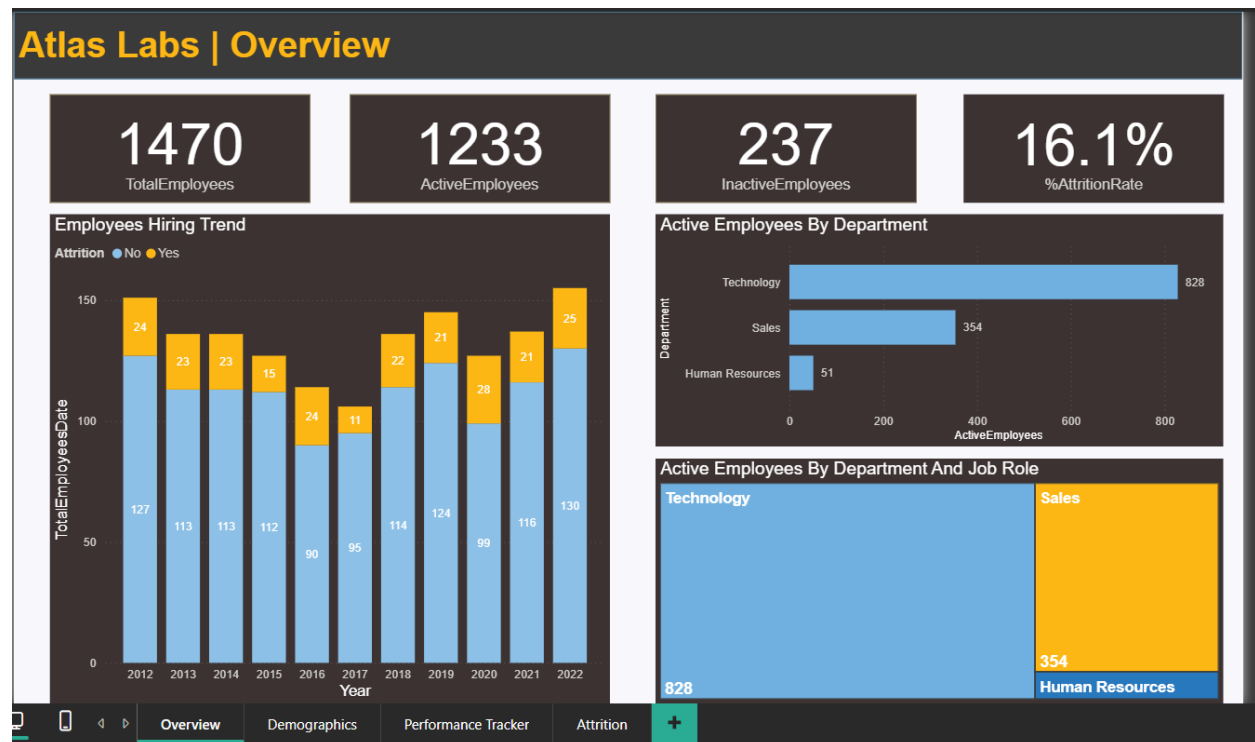 Atlas Labs | Overview
1470
TotalEmployees
1233
ActiveEmployees
237
InactiveEmployees
16.1%
%AttritionRate
Employees Hiring Trend
Attrition No Yes
TotalEmployeesDate
150
100
50
0
24 23 23 15 24 11 22 21 28 21 25
127 113 113 112 90 95 114 124 99 116 130
2012 2013 2014 2015 2016 2017 2018 2019 2020 2021 2022
Year
Active Employees By Department
Department
Technology 828
Sales 354
Human Resources 51
0 200 400 600 800
ActiveEmployees
Active Employees By Department And Job Role
Technology
828
Sales
354
Human Resources
Overview Demographics Performance Tracker Attrition +